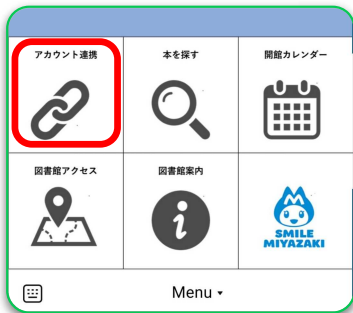 アカウント連携
本を探す
開館カレンダー
図書館アクセス
図書館案内
SMILE
MIYAZAKI
Menu